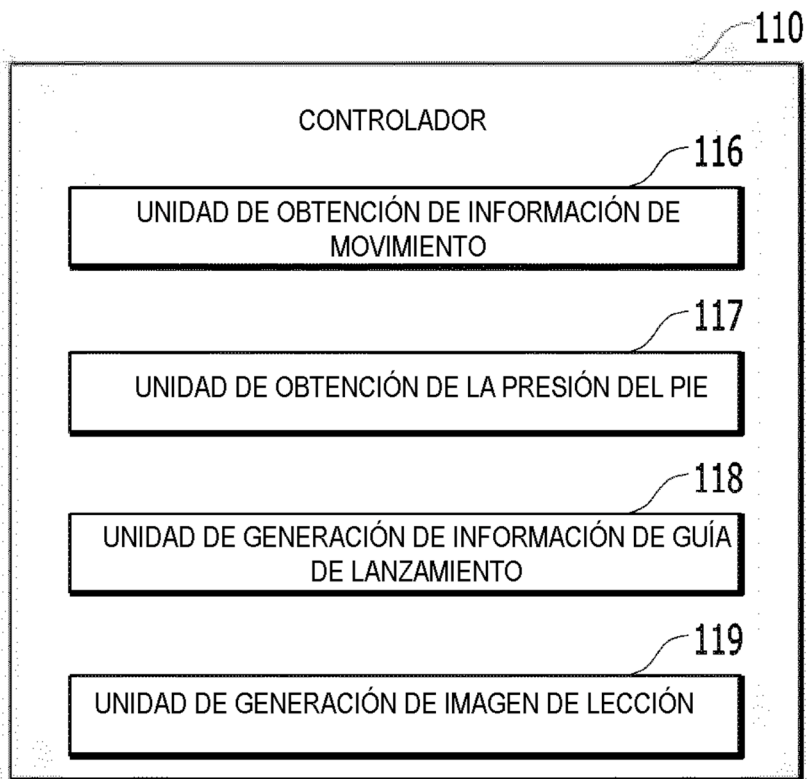 110
CONTROLADOR
116
UNIDAD DE OBTENCIÓN DE INFORMACIÓN DE
MOVIMIENTO
117
UNIDAD DE OBTENCIÓN DE LA PRESIÓN DEL PIE
118
UNIDAD DE GENERACIÓN DE INFORMACIÓN DE GUÍA
DE LANZAMIENTO
119
UNIDAD DE GENERACIÓN DE IMAGEN DE LECCIÓN